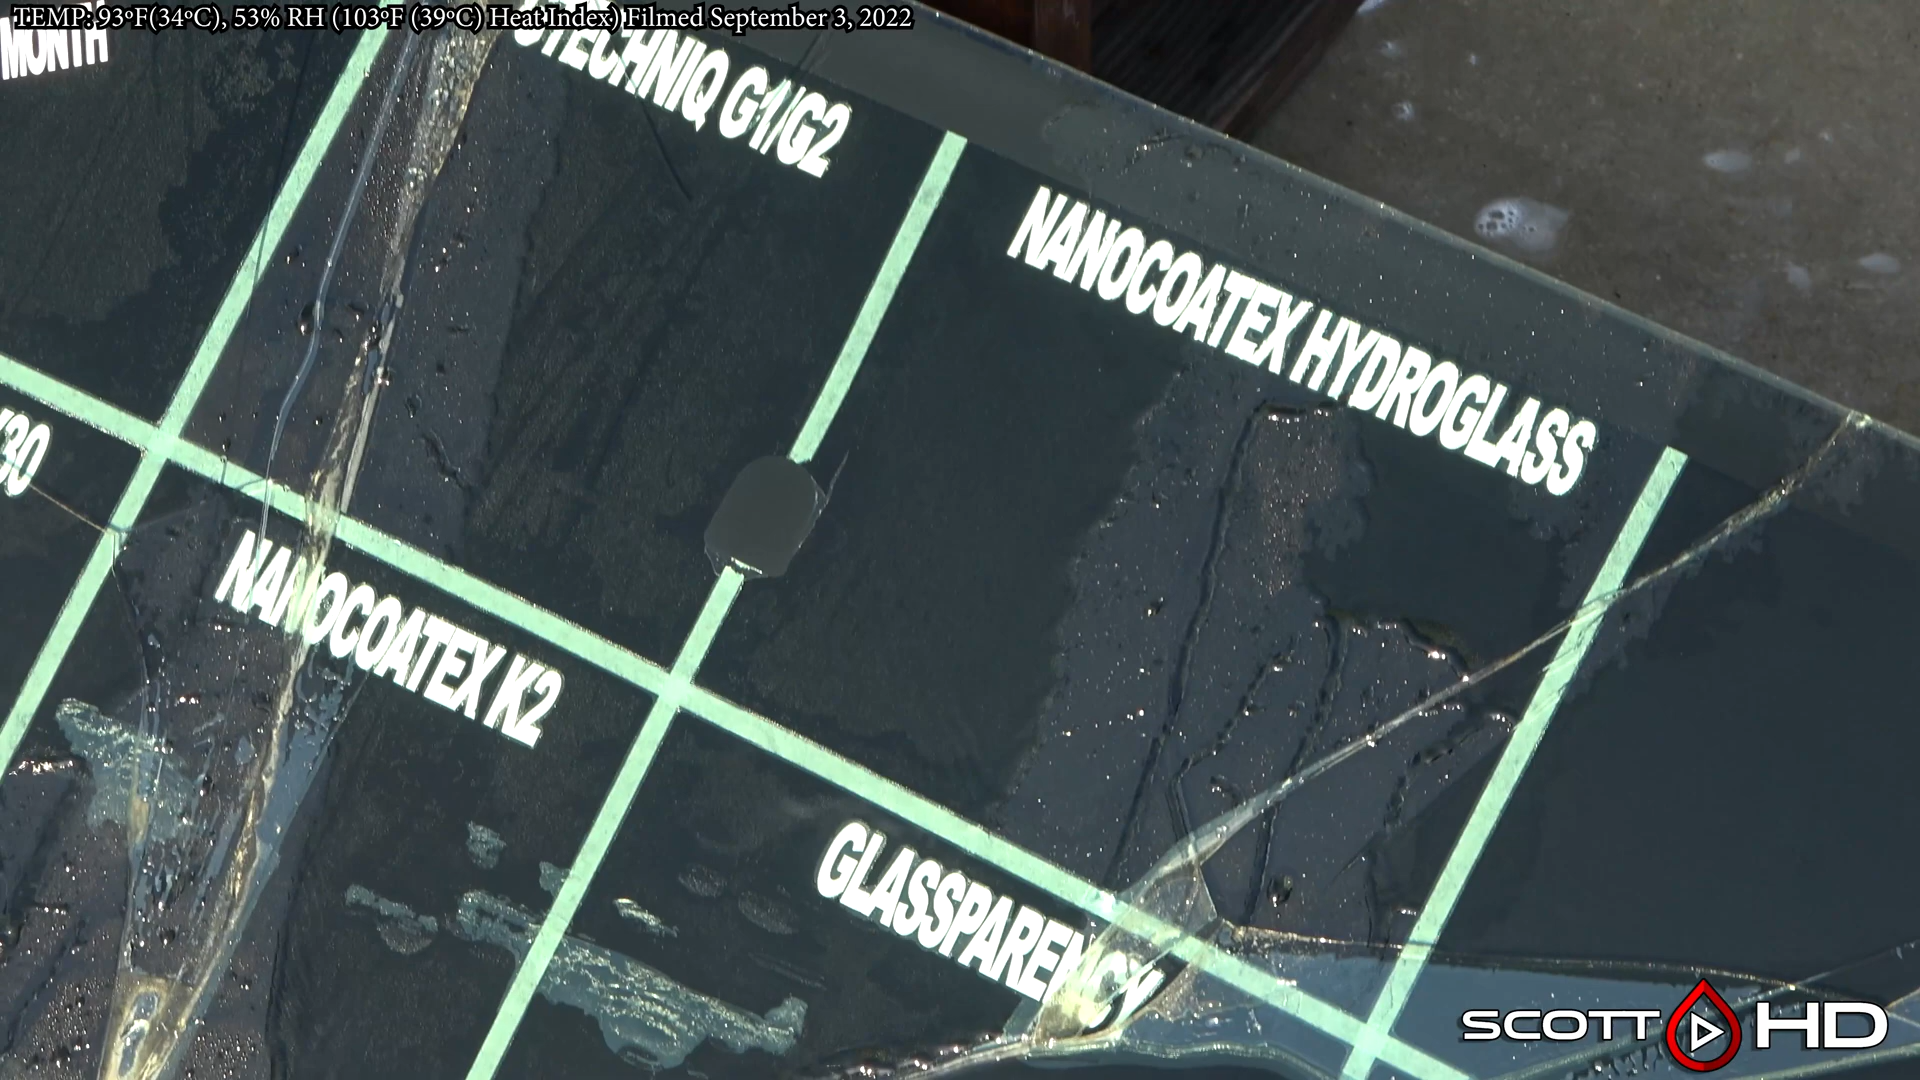 TEMP: 93ºF(34ºC), 53% RH (103ºF (39ºC) Heat Index) Filmed September 3, 2022
MONTH
TECHNIQ G1/G2
NANOCOATEX HYDROGLASS
/30
NANOCOATEX K2
GLASSPARENCY
SCOTT HD